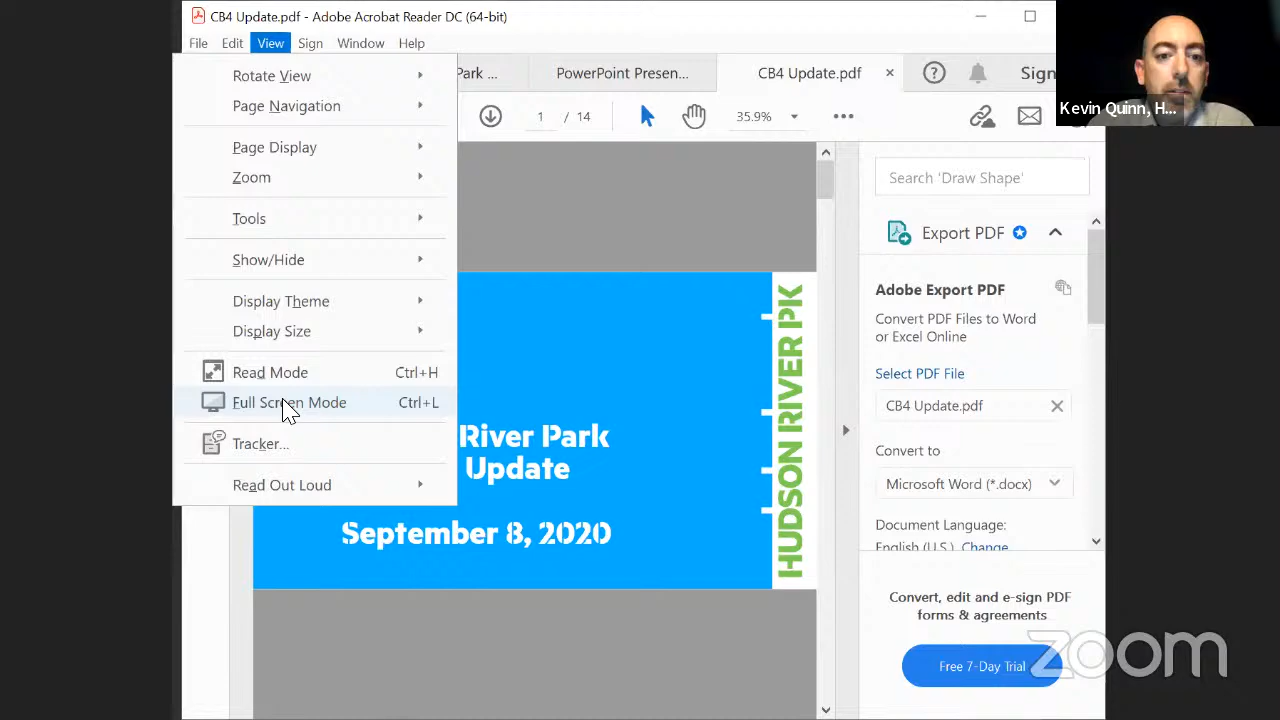 CB4 Update.pdf - Adobe Acrobat Reader DC (64-bit)
File Edit View Sign Window Help
Park ...
PowerPoint Presen...
CB4 Update.pdf ×
Sign
Kevin Quinn, H...
1 / 14
35.9%
Rotate View
Page Navigation
Page Display
Zoom
Tools
Show/Hide
Display Theme
Display Size
Read Mode Ctrl+H
Full Screen Mode Ctrl+L
Tracker...
Read Out Loud
River Park
Update
September 8, 2020
HUDSON RIVER PK
Search 'Draw Shape'
Export PDF
Adobe Export PDF
Convert PDF Files to Word
or Excel Online
Select PDF File
CB4 Update.pdf
Convert to
Microsoft Word (*.docx)
Document Language:
English (U.S.) Change
Convert, edit and e-sign PDF
forms & agreements
Free 7-Day Trial
zoom